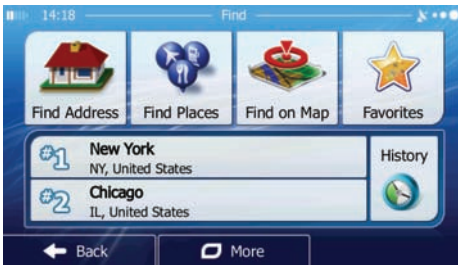 14:18 Find
Find Address Find Places Find on Map Favorites
#1 New York
NY, United States
History
#2 Chicago
IL, United States
Back More